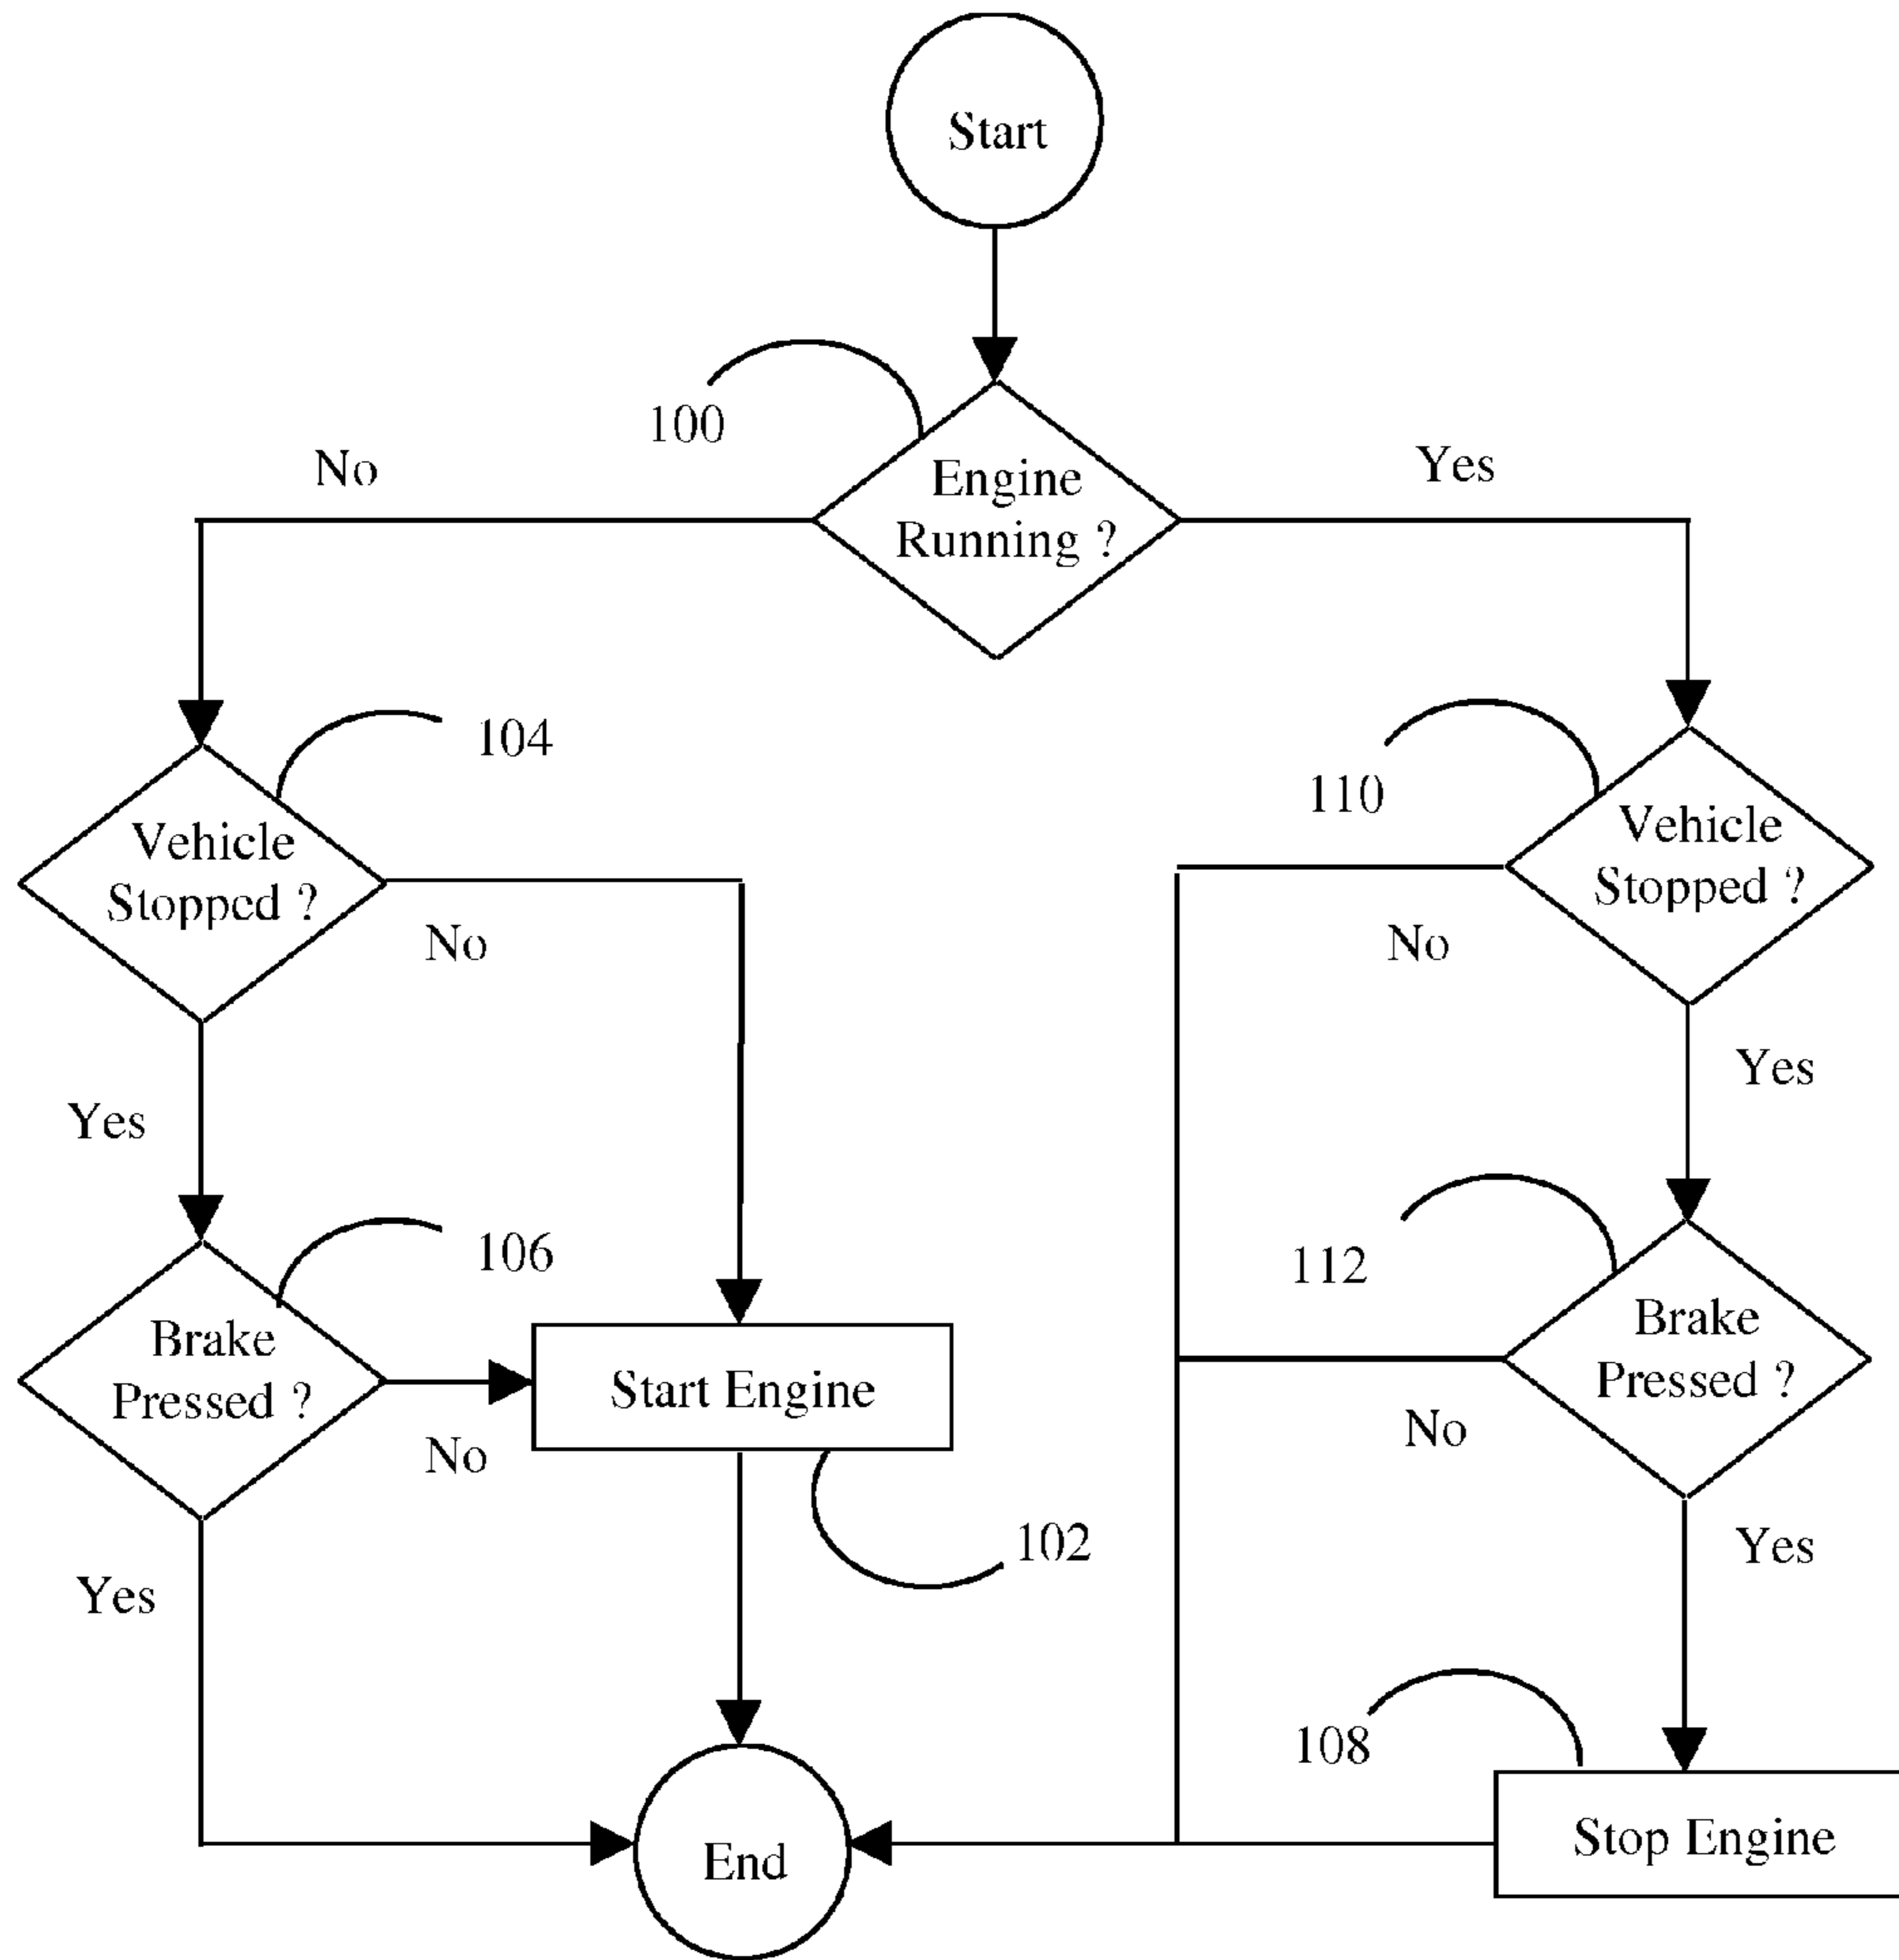 Start
100
No
Engine
Running ?
Yes
104
110
Vehicle
Stopped ?
No
Vehicle
Stopped ?
No
Yes
Yes
106
112
Brake
Pressed ?
No
Start Engine
Brake
Pressed ?
No
102
Yes
Yes
108
End
Stop Engine